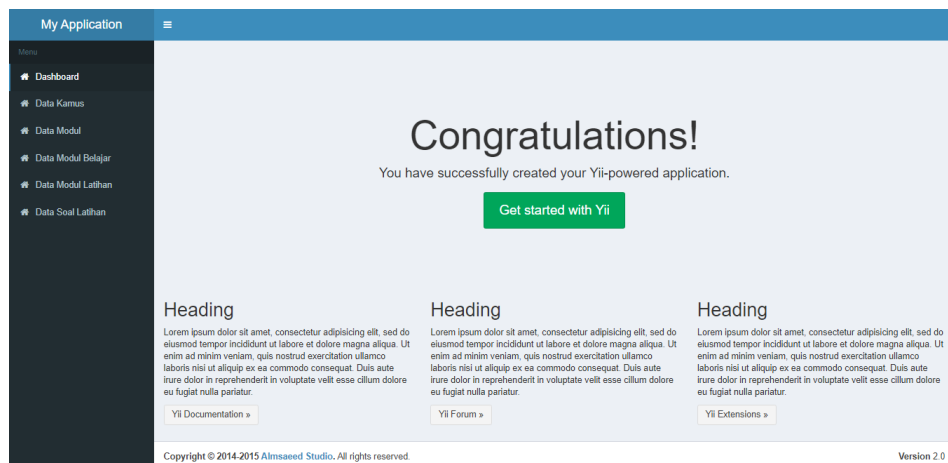 My Application
Menu
Dashboard
Data Kamus
Data Modul
Data Modul Belajar
Data Modul Latihan
Data Soal Latihan
Congratulations!
You have successfully created your Yii-powered application.
Get started with Yii
Heading
Lorem ipsum dolor sit amet, consectetur adipisicing elit, sed do
eiusmod tempor incididunt ut labore et dolore magna aliqua. Ut
enim ad minim veniam, quis nostrud exercitation ullamco
laboris nisi ut aliquip ex ea commodo consequat. Duis aute
irure dolor in reprehenderit in voluptate velit esse cillum dolore
eu fugiat nulla pariatur.
Yii Documentation »
Heading
Lorem ipsum dolor sit amet, consectetur adipisicing elit, sed do
eiusmod tempor incididunt ut labore et dolore magna aliqua. Ut
enim ad minim veniam, quis nostrud exercitation ullamco
laboris nisi ut aliquip ex ea commodo consequat. Duis aute
irure dolor in reprehenderit in voluptate velit esse cillum dolore
eu fugiat nulla pariatur.
Yii Forum »
Heading
Lorem ipsum dolor sit amet, consectetur adipisicing elit, sed do
eiusmod tempor incididunt ut labore et dolore magna aliqua. Ut
enim ad minim veniam, quis nostrud exercitation ullamco
laboris nisi ut aliquip ex ea commodo consequat. Duis aute
irure dolor in reprehenderit in voluptate velit esse cillum dolore
eu fugiat nulla pariatur.
Yii Extensions »
Copyright © 2014-2015 Almsaeed Studio. All rights reserved.
Version 2.0